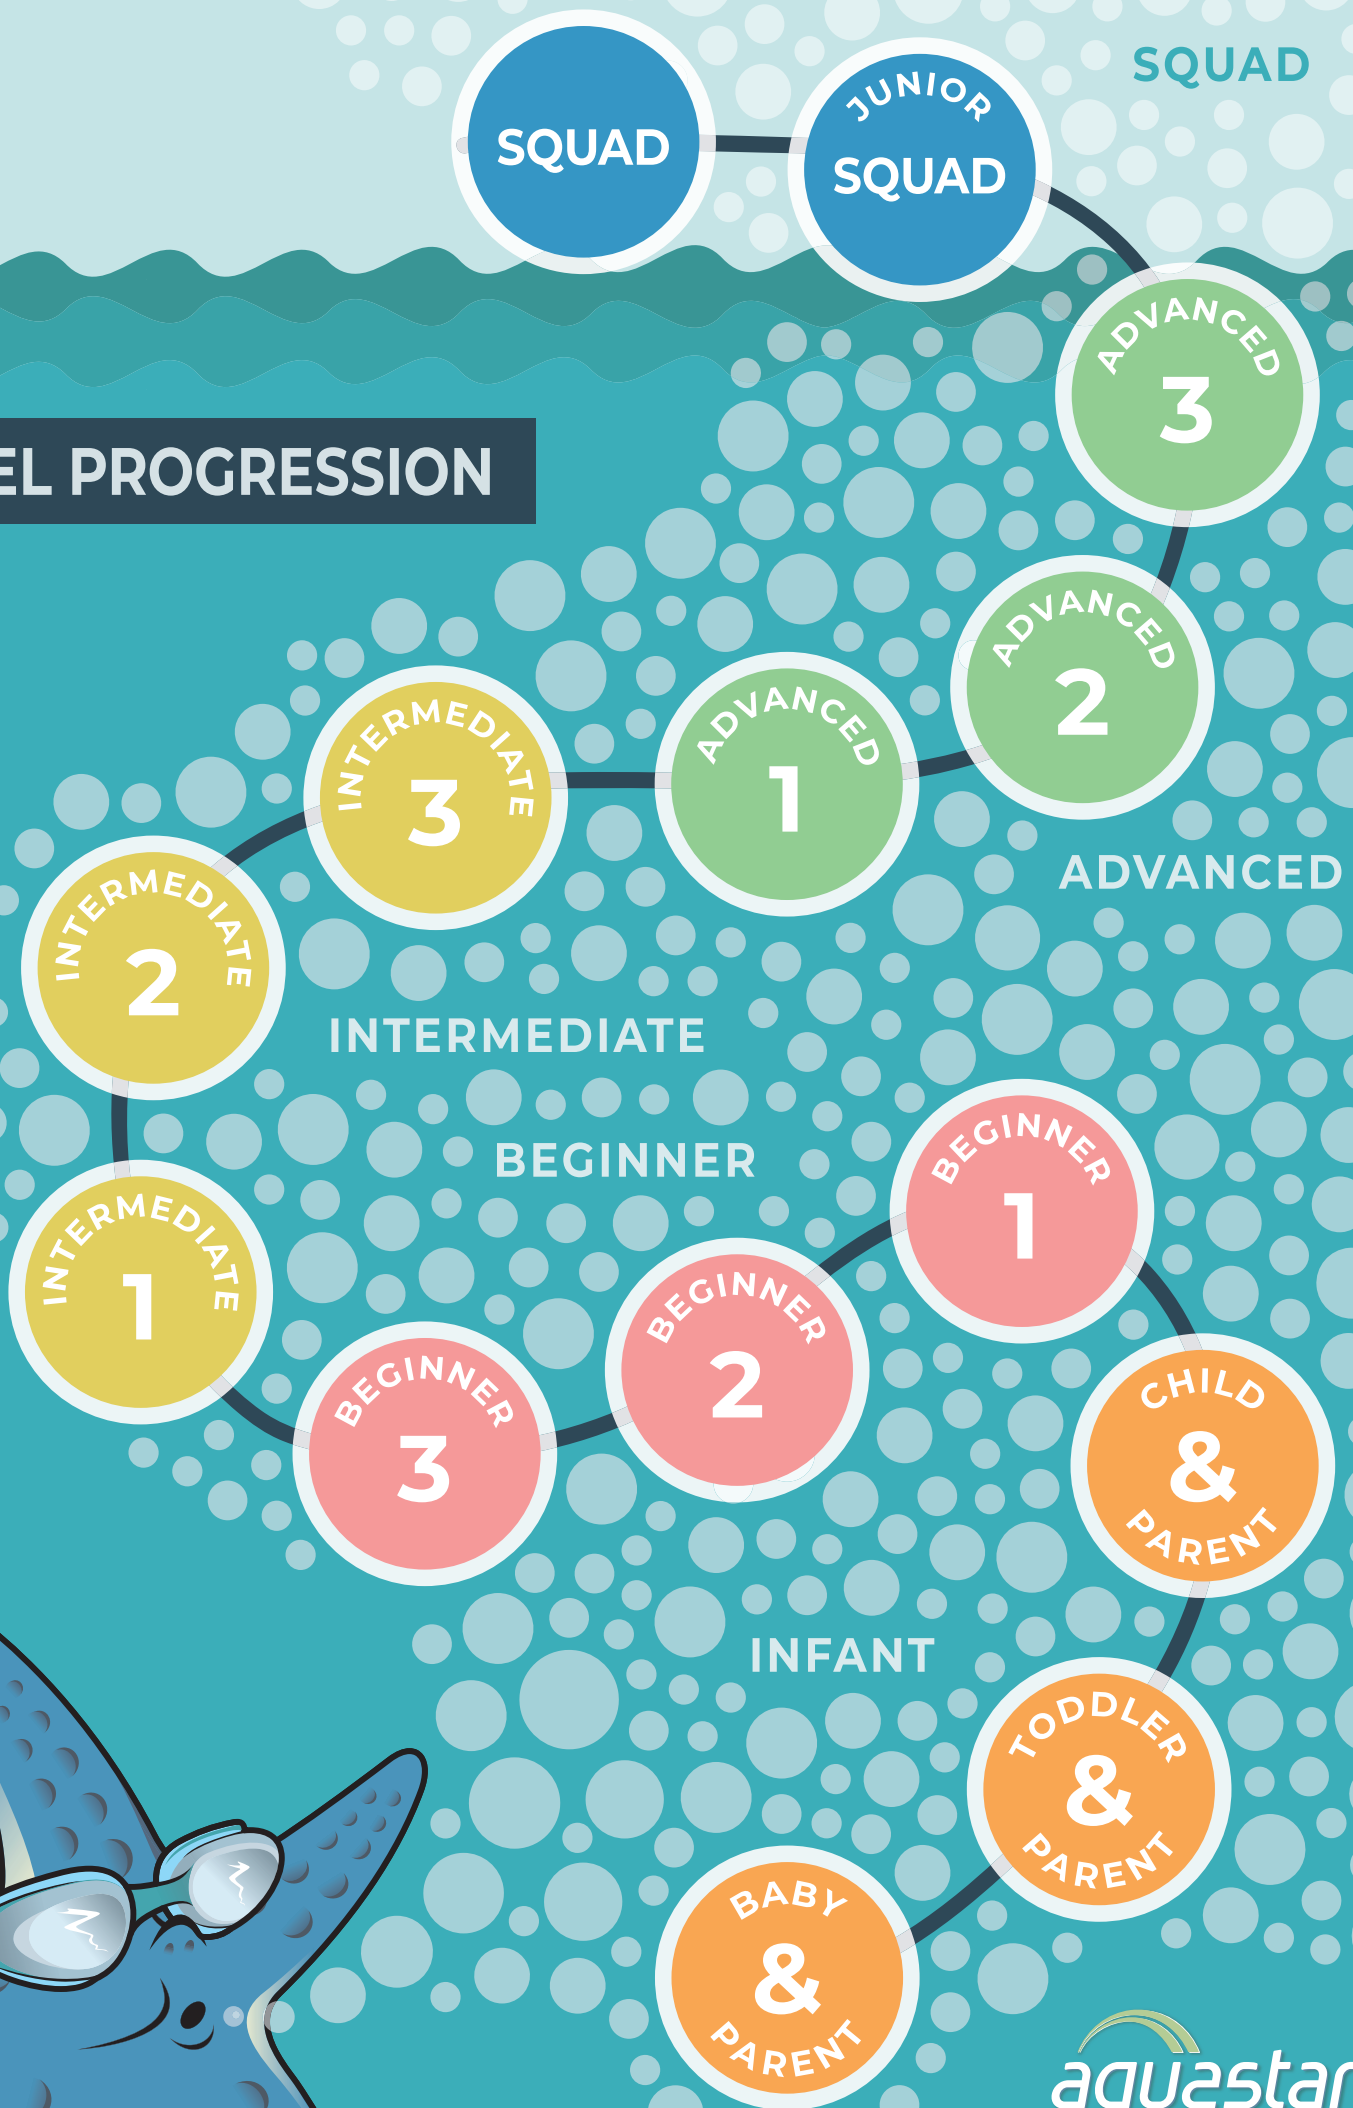 SQUAD
SQUAD
JUNIOR
SQUAD
ADVANCED
3
EL PROGRESSION
ADVANCED
2
ADVANCED
1
INTERMEDIATE
3
ADVANCED
INTERMEDIATE
2
INTERMEDIATE
BEGINNER
BEGINNER
1
INTERMEDIATE
1
BEGINNER
2
BEGINNER
3
CHILD
&
PARENT
INFANT
TODDLER
&
PARENT
BABY
&
PARENT
aquastar